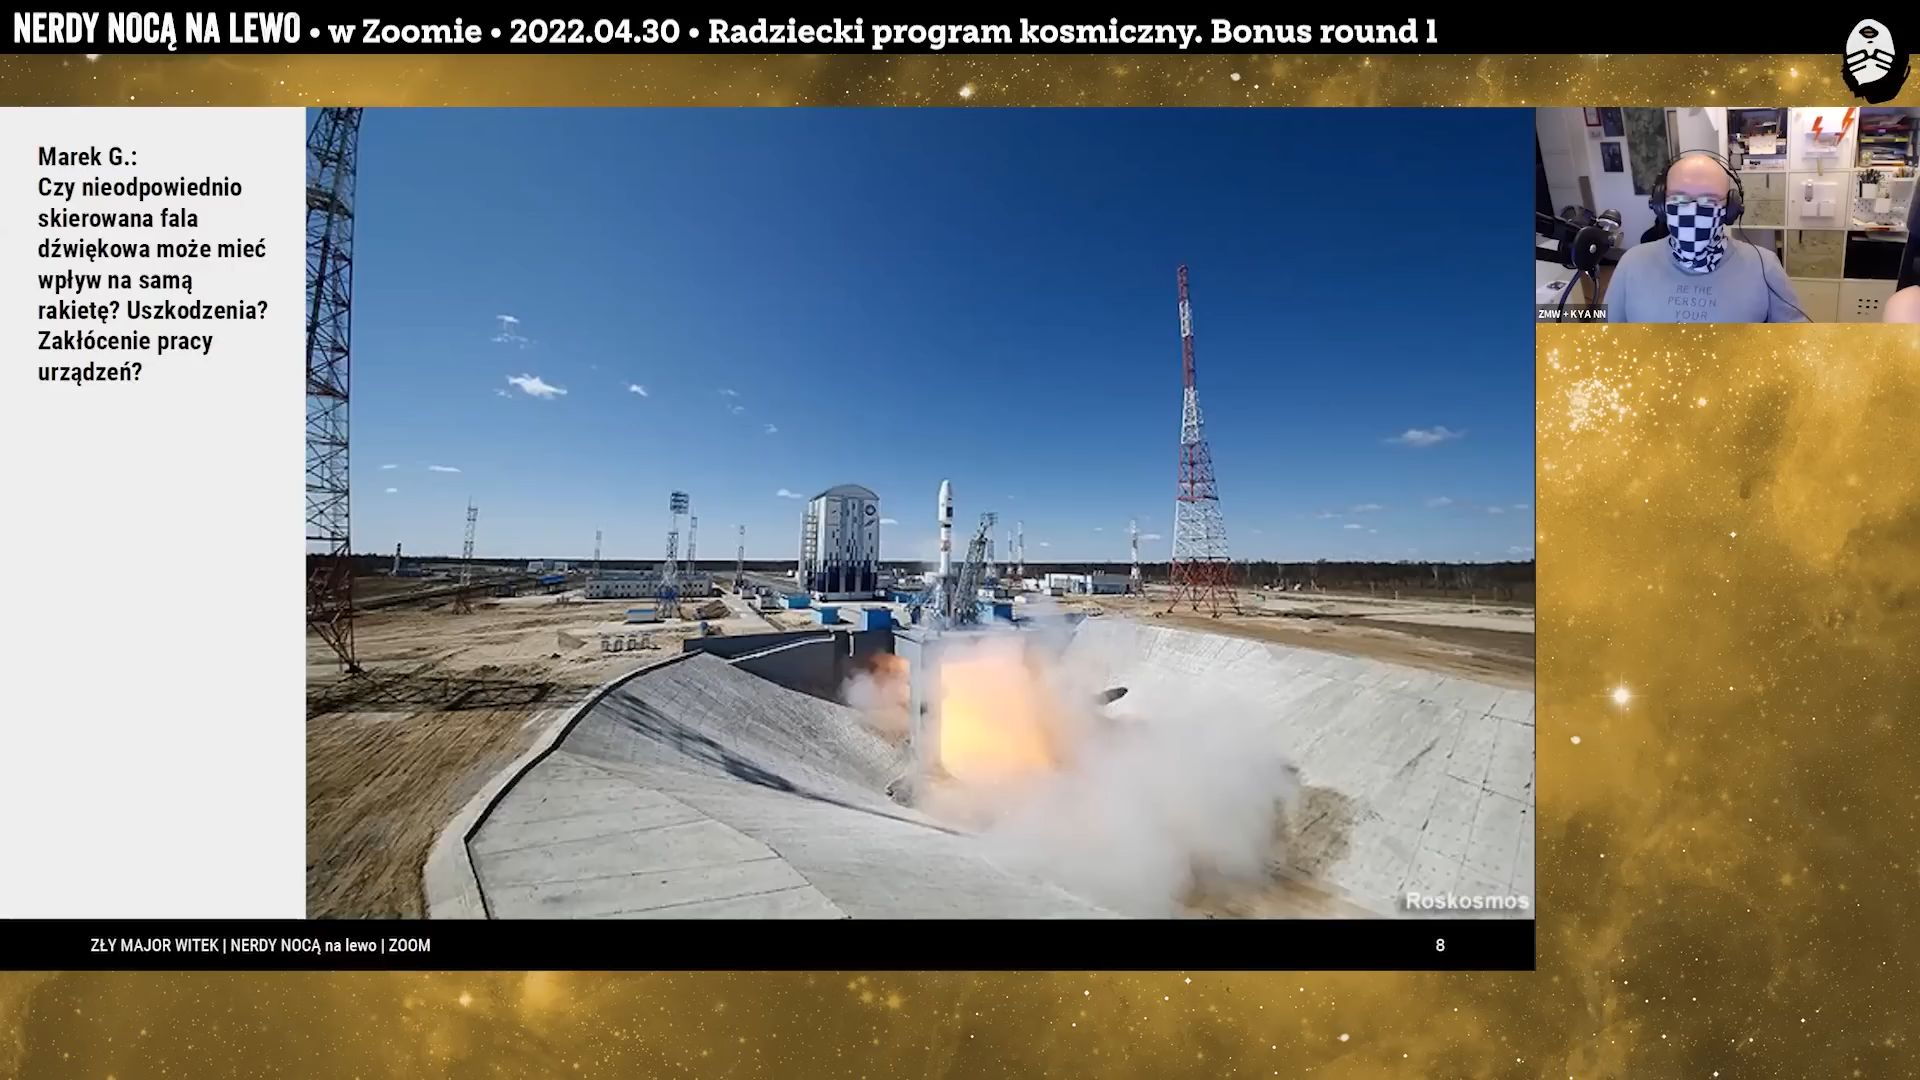 NERDY NOCĄ NA LEWO • w Zoomie • 2022.04.30 • Radziecki program kosmiczny. Bonus round 1
Marek G.:
Czy nieodpowiednio
skierowana fala
dźwiękowa może mieć
wpływ na samą
rakietę? Uszkodzenia?
Zakłócenie pracy
urządzeń?
BE THE
PERSON
YOUR
ZMW + KYA NN
Roskosmos
ZŁY MAJOR WITEK | NERDY NOCĄ na lewo | ZOOM
8